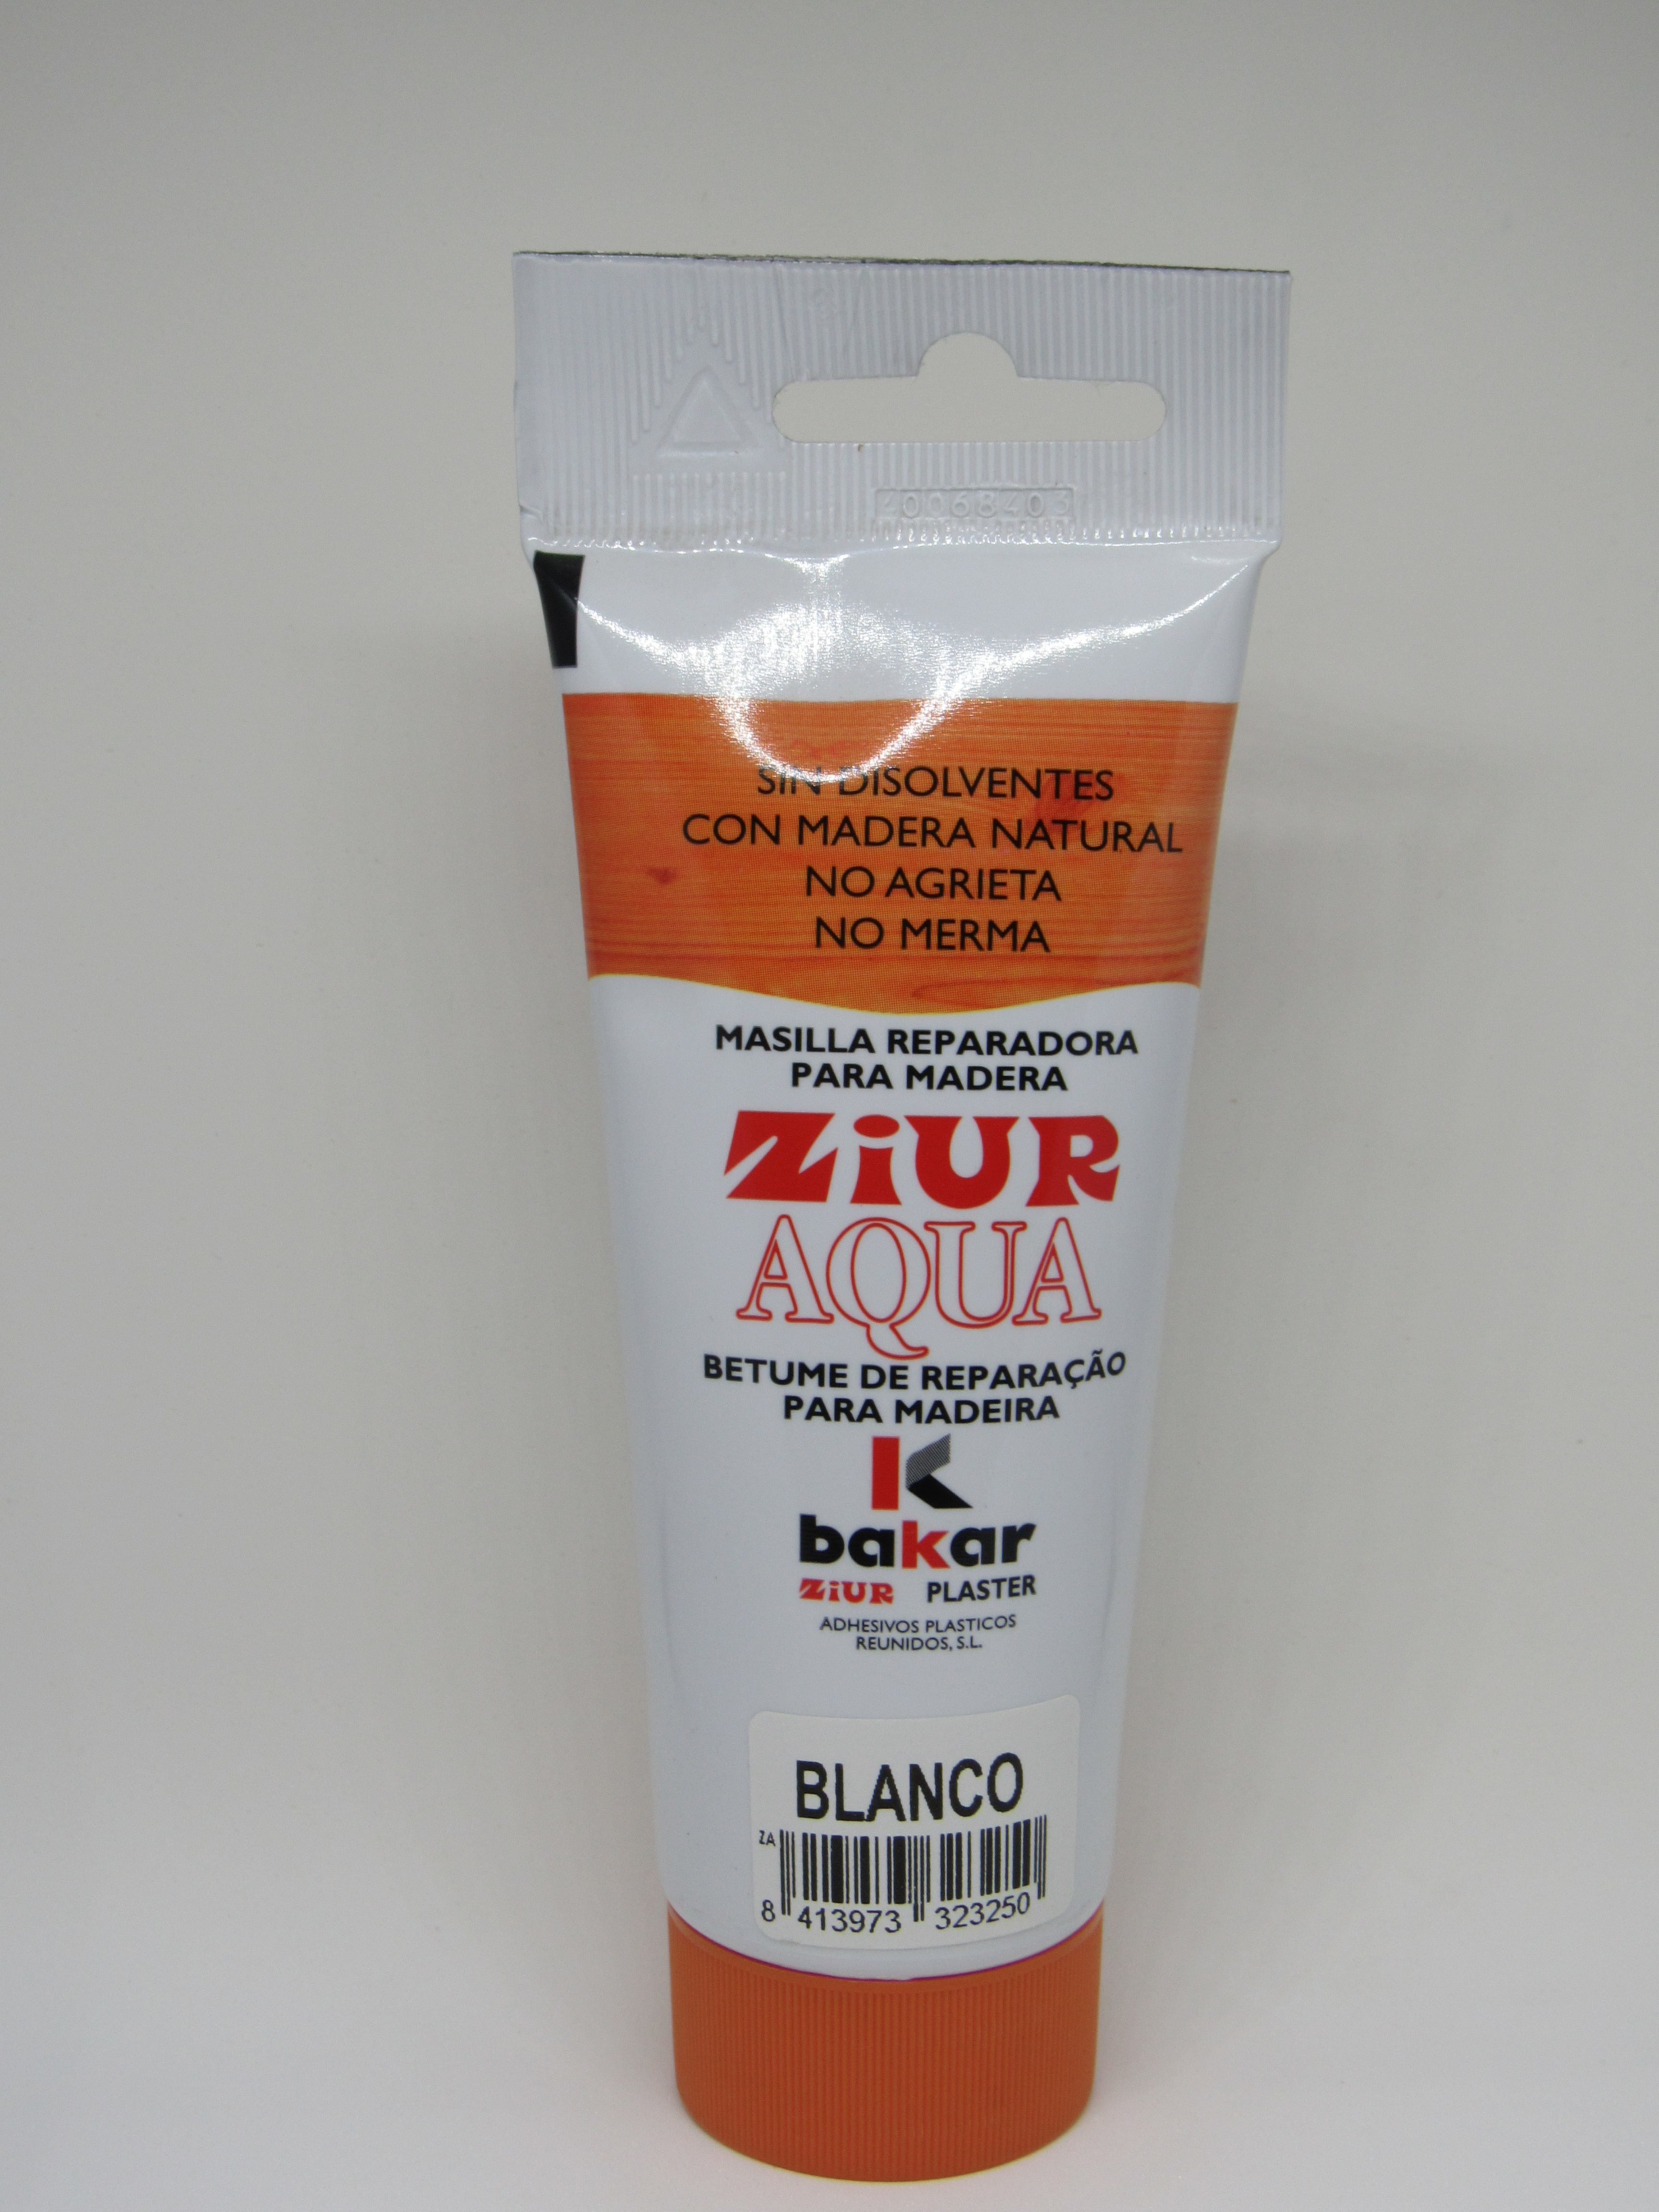 40068403
SIN DISOLVENTES
CON MADERA NATURAL
NO AGRIETA
NO MERMA
MASILLA REPARADORA
PARA MADERA
ZiUR
AQUA
BETUME DE REPARAÇÃO
PARA MADEIRA
bakar
ZiUR PLASTER
ADHESIVOS PLASTICOS
REUNIDOS, S.L.
BLANCO
ZA
8 413973 323250